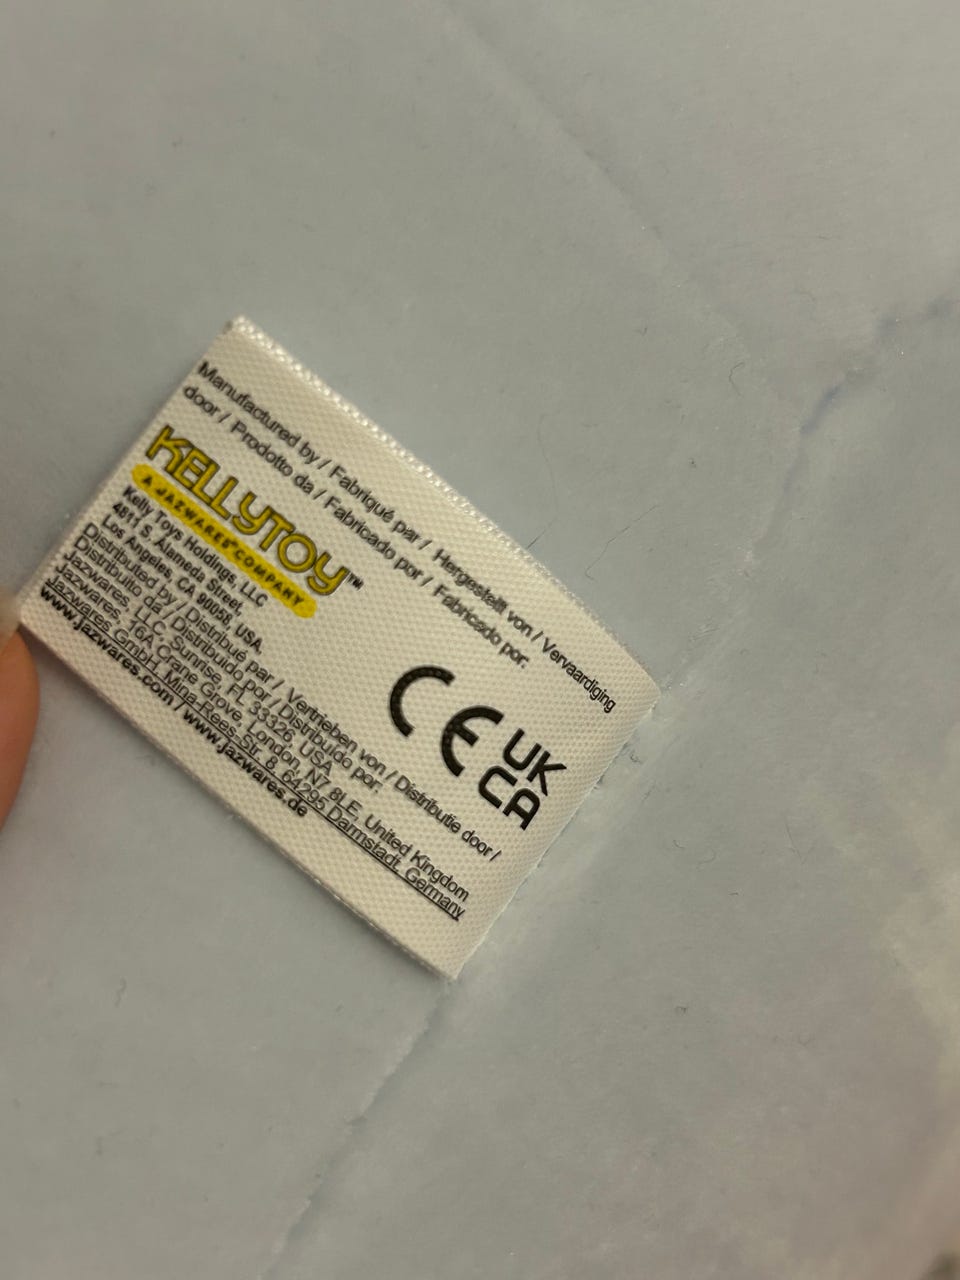 Manufactured by / Fabriqué par / Hergestellt von / Vervaardiging
door / Prodotto da / Fabricado por / Fabricado por:
KELLYTOY™
A JAZWARES® COMPANY
Kelly Toys Holdings, LLC
4811 S. Alameda Street,
Los Angeles, CA 90058, USA
CE UK
CA
Distributed by / Distribué par / Vertrieben von / Distributie door /
Distribuito da / Distribuido por / Distribuido por:
Jazwares, LLC, Sunrise, FL 33326, USA
Jazwares, 16A Crane Grove, London, N7 8LE, United Kingdom
Jazwares GmbH, Mina-Rees-Str. 8, 64295 Darmstadt, Germany
www.jazwares.com / www.jazwares.de